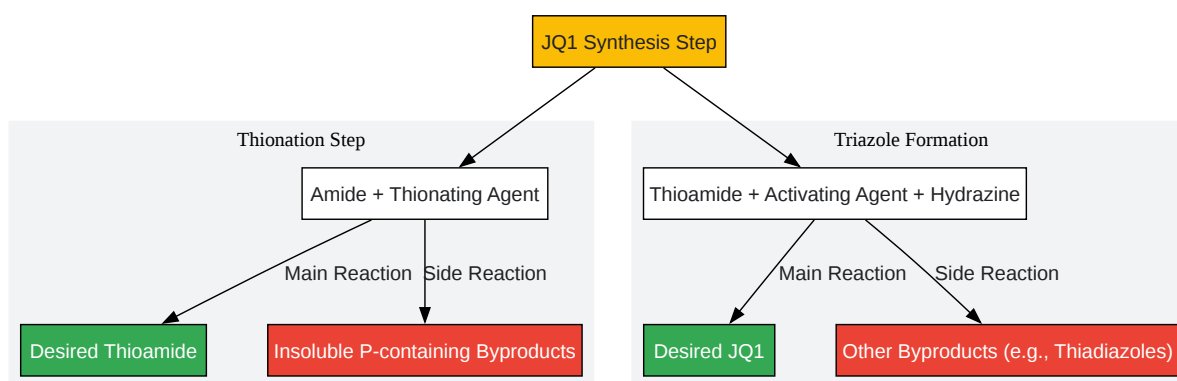 JQ1 Synthesis Step
Thionation Step
Triazole Formation
Amide + Thionating Agent
Thioamide + Activating Agent + Hydrazine
Main Reaction
Side Reaction
Main Reaction
Side Reaction
Desired Thioamide
Insoluble P-containing Byproducts
Desired JQ1
Other Byproducts (e.g., Thiadiazoles)